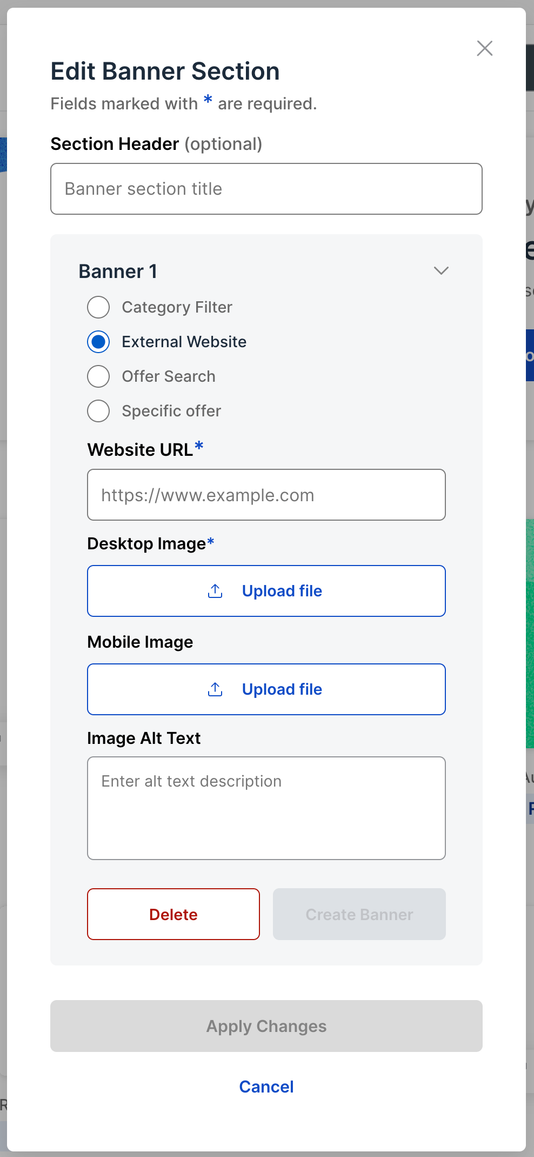 Edit Banner Section
Fields marked with * are required.
Section Header (optional)
Banner section title
Banner 1
Category Filter
External Website
Offer Search
Specific offer
Website URL*
https://www.example.com
Desktop Image*
Upload file
Mobile Image
Upload file
Image Alt Text
Enter alt text description
Delete
Create Banner
Apply Changes
Cancel